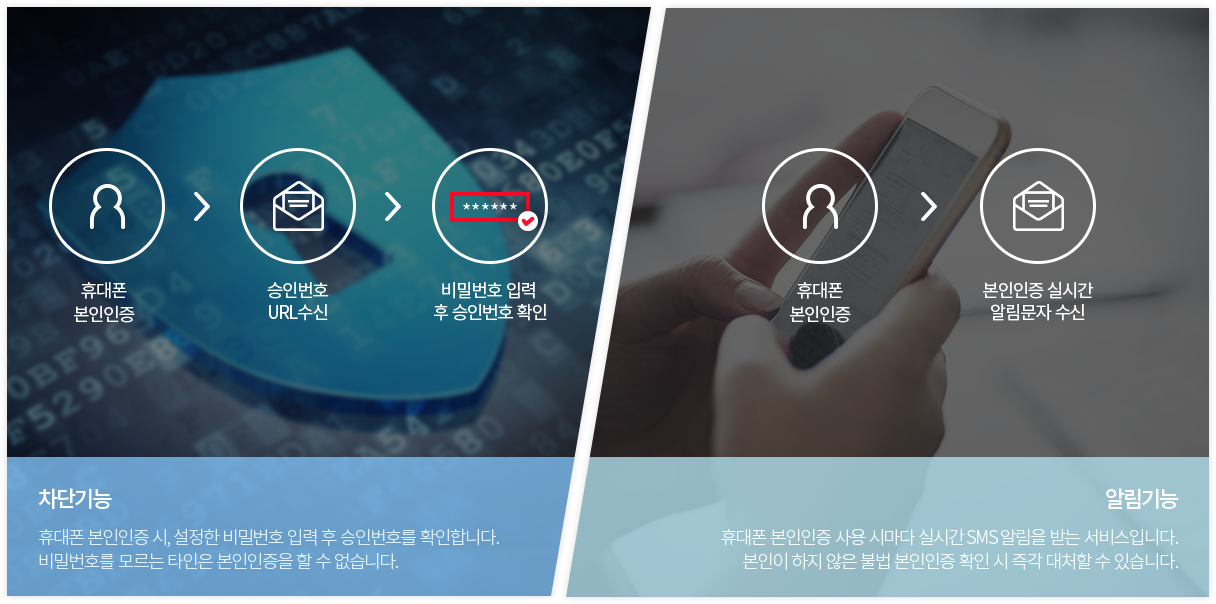 ******
휴대폰
본인인증
승인번호
URL수신
비밀번호 입력
후 승인번호 확인
차단기능
휴대폰 본인인증 시, 설정한 비밀번호 입력 후 승인번호를 확인합니다.
비밀번호를 모르는 타인은 본인인증을 할 수 없습니다.
휴대폰
본인인증
본인인증 실시간
알림문자 수신
알림기능
휴대폰 본인인증 사용 시마다 실시간 SMS 알림을 받는 서비스입니다.
본인이 하지 않은 불법 본인인증 확인 시 즉각 대처할 수 있습니다.